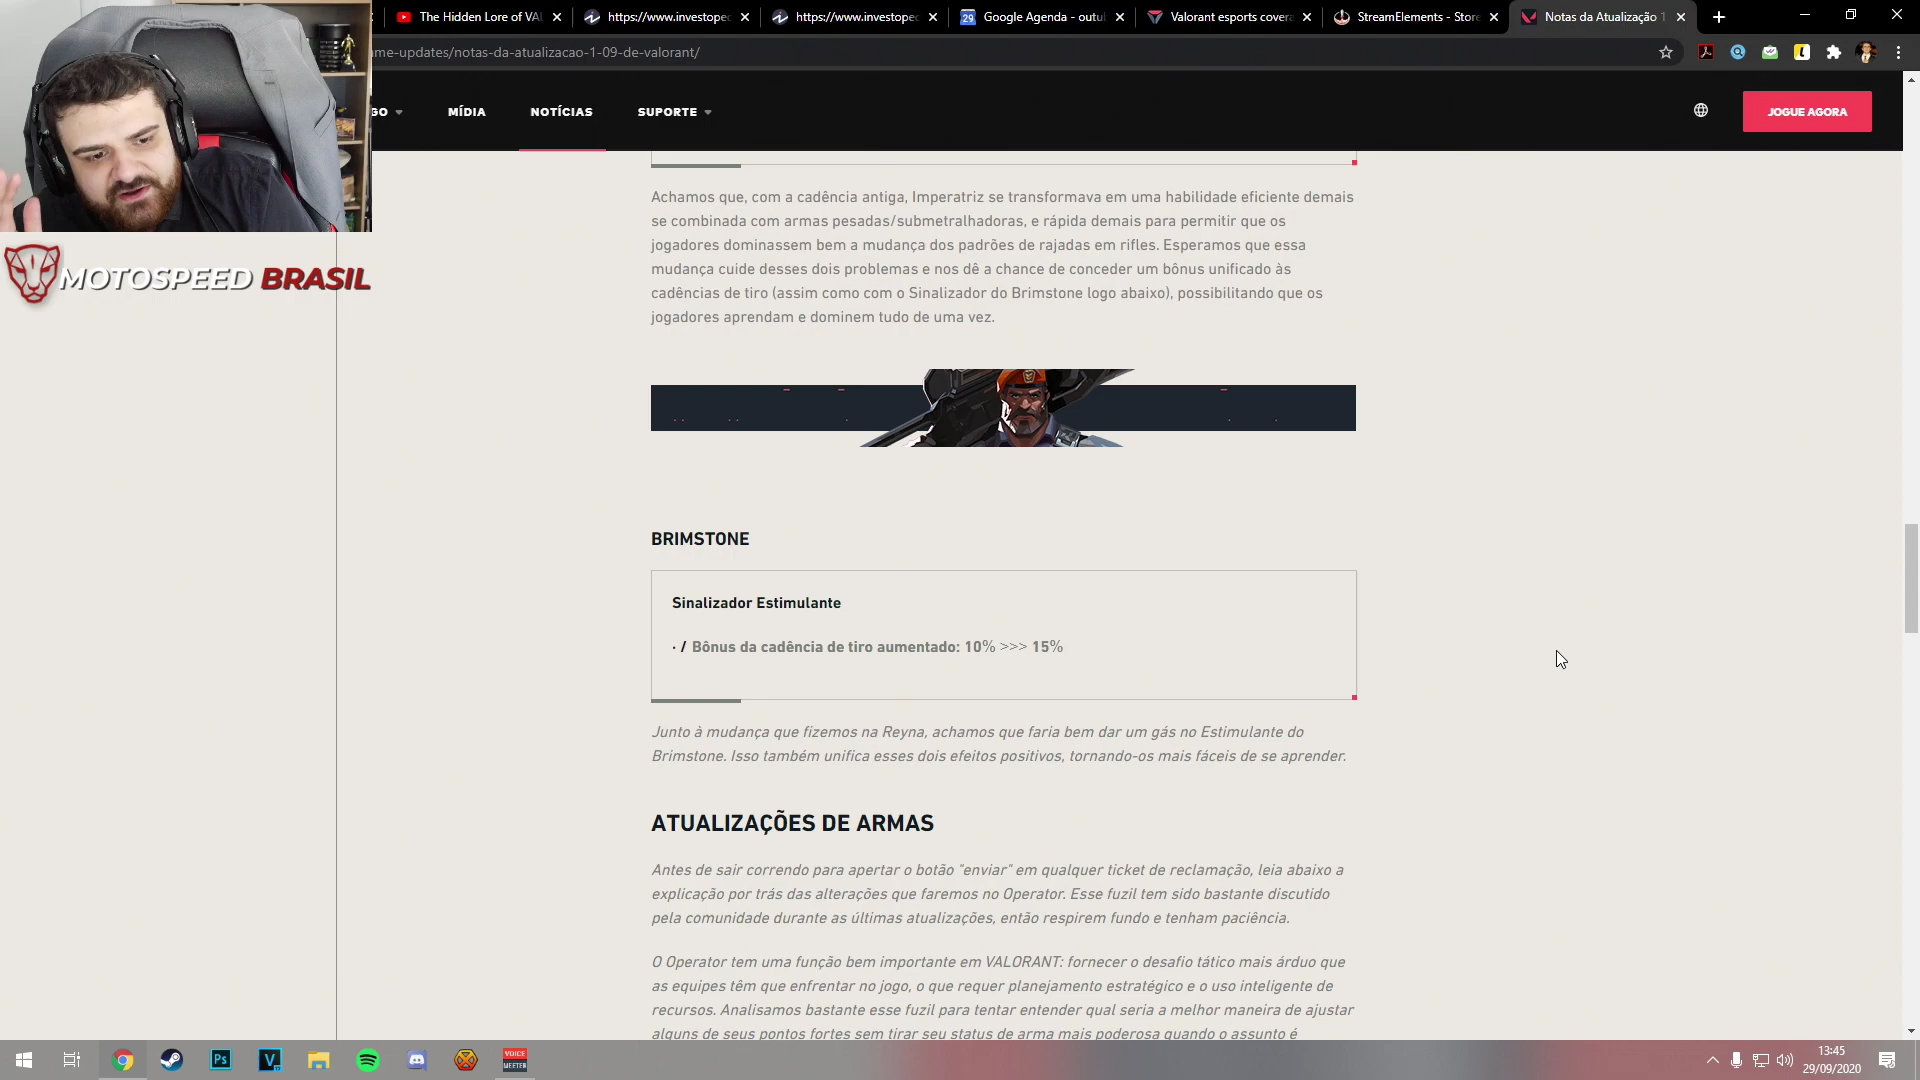 The Hidden Lore of VAL
https://www.investoped
https://www.investoped
29
Google Agenda - outub
Valorant esports covera
StreamElements - Store
Notas da Atualização 1
me-updates/notas-da-atualizacao-1-09-de-valorant/
GO
MÍDIA
NOTÍCIAS
SUPORTE
JOGUE AGORA
MOTOSPEED BRASIL
Achamos que, com a cadência antiga, Imperatriz se transformava em uma habilidade eficiente demais
se combinada com armas pesadas/submetralhadoras, e rápida demais para permitir que os
jogadores dominassem bem a mudança dos padrões de rajadas em rifles. Esperamos que essa
mudança cuide desses dois problemas e nos dê a chance de conceder um bônus unificado às
cadências de tiro (assim como com o Sinalizador do Brimstone logo abaixo), possibilitando que os
jogadores aprendam e dominem tudo de uma vez.
BRIMSTONE
Sinalizador Estimulante
· / Bônus da cadência de tiro aumentado: 10% >>> 15%
Junto à mudança que fizemos na Reyna, achamos que faria bem dar um gás no Estimulante do
Brimstone. Isso também unifica esses dois efeitos positivos, tornando-os mais fáceis de se aprender.
ATUALIZAÇÕES DE ARMAS
Antes de sair correndo para apertar o botão "enviar" em qualquer ticket de reclamação, leia abaixo a
explicação por trás das alterações que faremos no Operator. Esse fuzil tem sido bastante discutido
pela comunidade durante as últimas atualizações, então respirem fundo e tenham paciência.
O Operator tem uma função bem importante em VALORANT: fornecer o desafio tático mais árduo que
as equipes têm que enfrentar no jogo, o que requer planejamento estratégico e o uso inteligente de
recursos. Analisamos bastante esse fuzil para tentar entender qual seria a melhor maneira de ajustar
alguns de seus pontos fortes sem tirar seu status de arma mais poderosa quando o assunto é
Ps
V
VOICE
MEETER
13:45
29/09/2020